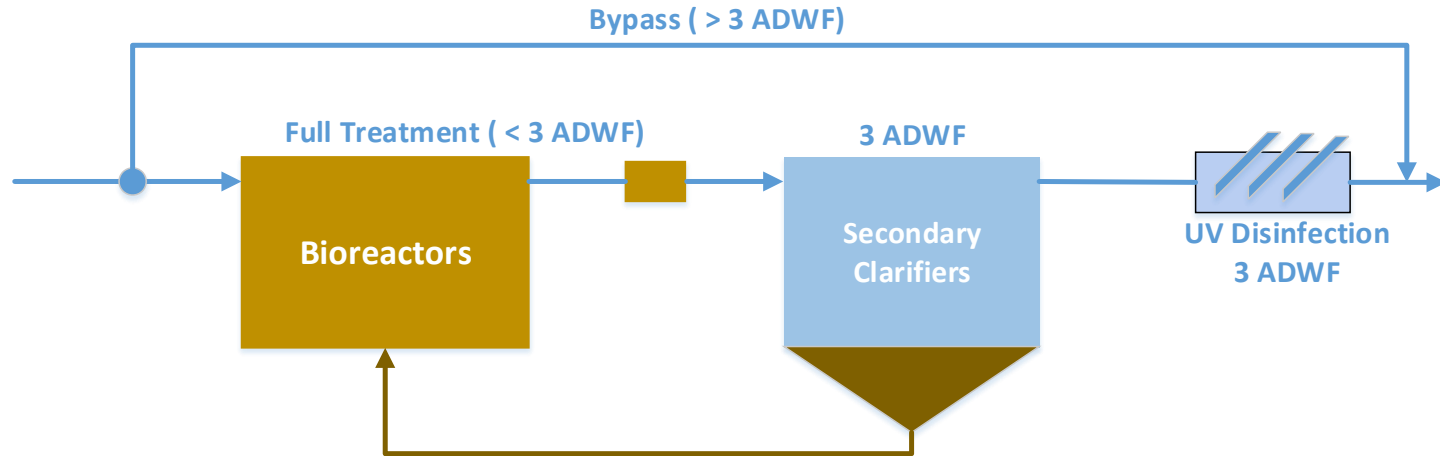 Bypass ( > 3 ADWF)
Full Treatment ( < 3 ADWF)
3 ADWF
Bioreactors
Secondary
Clarifiers
UV Disinfection
3 ADWF